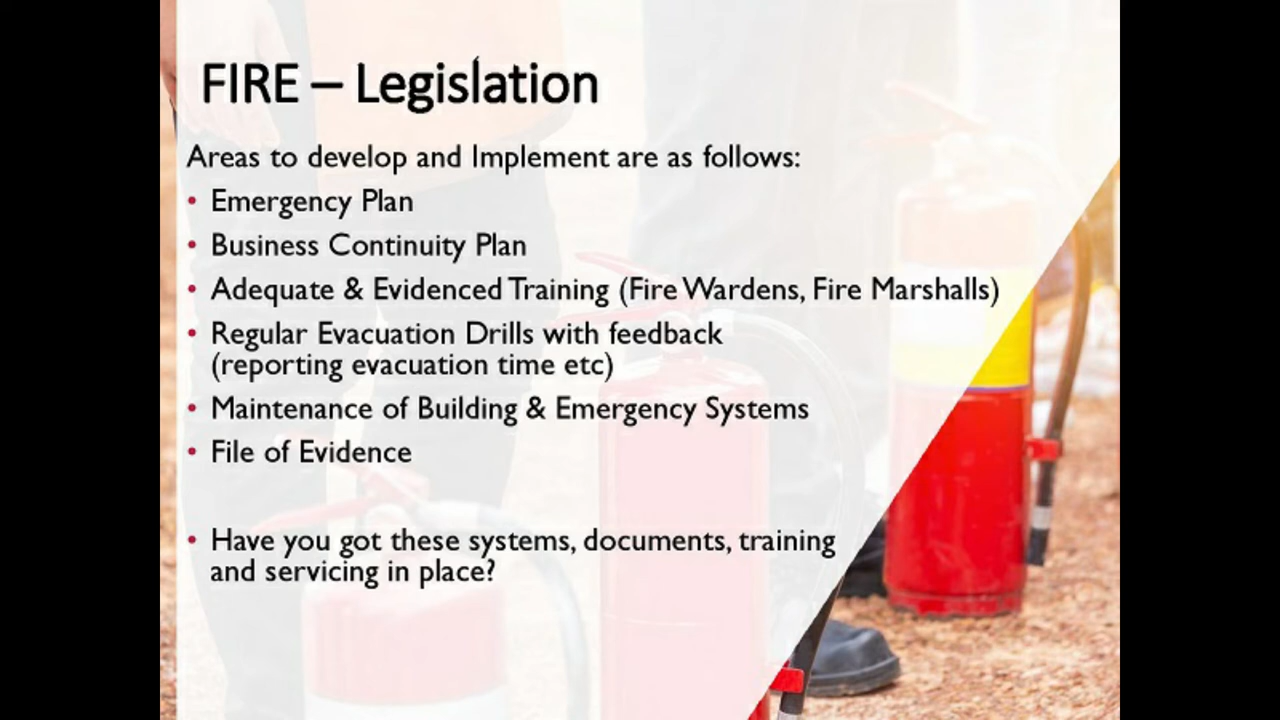 FIRE – Legislation
Areas to develop and Implement are as follows:
• Emergency Plan
• Business Continuity Plan
• Adequate & Evidenced Training (Fire Wardens, Fire Marshalls)
• Regular Evacuation Drills with feedback
(reporting evacuation time etc)
• Maintenance of Building & Emergency Systems
• File of Evidence
• Have you got these systems, documents, training
and servicing in place?